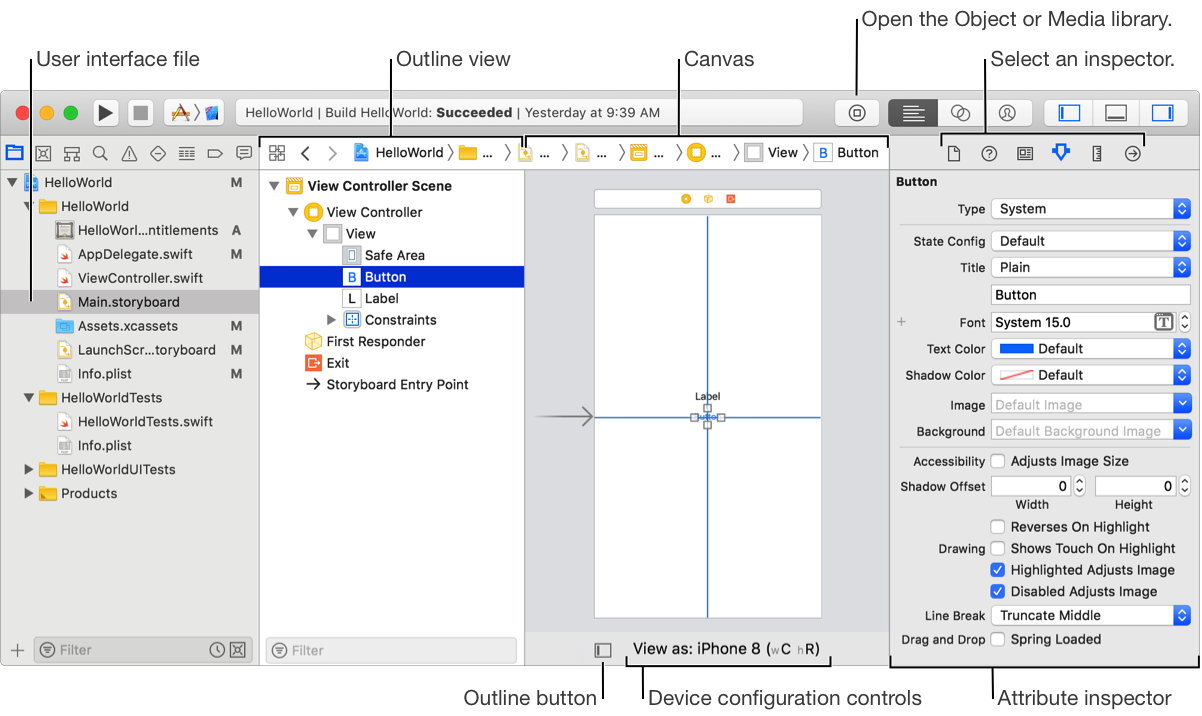 Open the Object or Media library.
User interface file
Outline view
Canvas
Select an inspector.
HelloWorld | Build HelloWorld: Succeeded | Yesterday at 9:39 AM
HelloWorld
...
...
...
...
...
View
B Button
HelloWorld M
HelloWorld
HelloWorl...ntitlements A
AppDelegate.swift M
ViewController.swift
Main.storyboard
Assets.xcassets M
LaunchScr...toryboard M
Info.plist M
HelloWorldTests
HelloWorldTests.swift
Info.plist
HelloWorldUITests
Products
Filter
View Controller Scene
View Controller
View
Safe Area
B Button
L Label
Constraints
First Responder
Exit
Storyboard Entry Point
Filter
Label
View as: iPhone 8 (wC hR)
Button
Type System
State Config Default
Title Plain
Button
Font System 15.0 T
Text Color Default
Shadow Color Default
Image Default Image
Background Default Background Image
Accessibility Adjusts Image Size
Shadow Offset 0 0
Width Height
Reverses On Highlight
Drawing Shows Touch On Highlight
Highlighted Adjusts Image
Disabled Adjusts Image
Line Break Truncate Middle
Drag and Drop Spring Loaded
Outline button
Device configuration controls
Attribute inspector